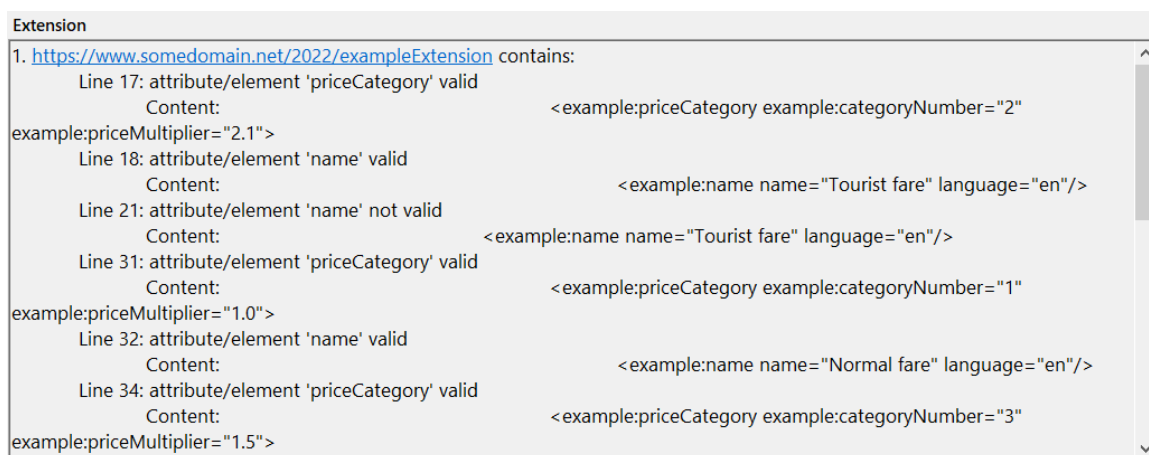 Extension
1. https://www.somedomain.net/2022/exampleExtension contains:
Line 17: attribute/element 'priceCategory' valid
Content: <example:priceCategory example:categoryNumber="2"
example:priceMultiplier="2.1">
Line 18: attribute/element 'name' valid
Content: <example:name name="Tourist fare" language="en"/>
Line 21: attribute/element 'name' not valid
Content: <example:name name="Tourist fare" language="en"/>
Line 31: attribute/element 'priceCategory' valid
Content: <example:priceCategory example:categoryNumber="1"
example:priceMultiplier="1.0">
Line 32: attribute/element 'name' valid
Content: <example:name name="Normal fare" language="en"/>
Line 34: attribute/element 'priceCategory' valid
Content: <example:priceCategory example:categoryNumber="3"
example:priceMultiplier="1.5">